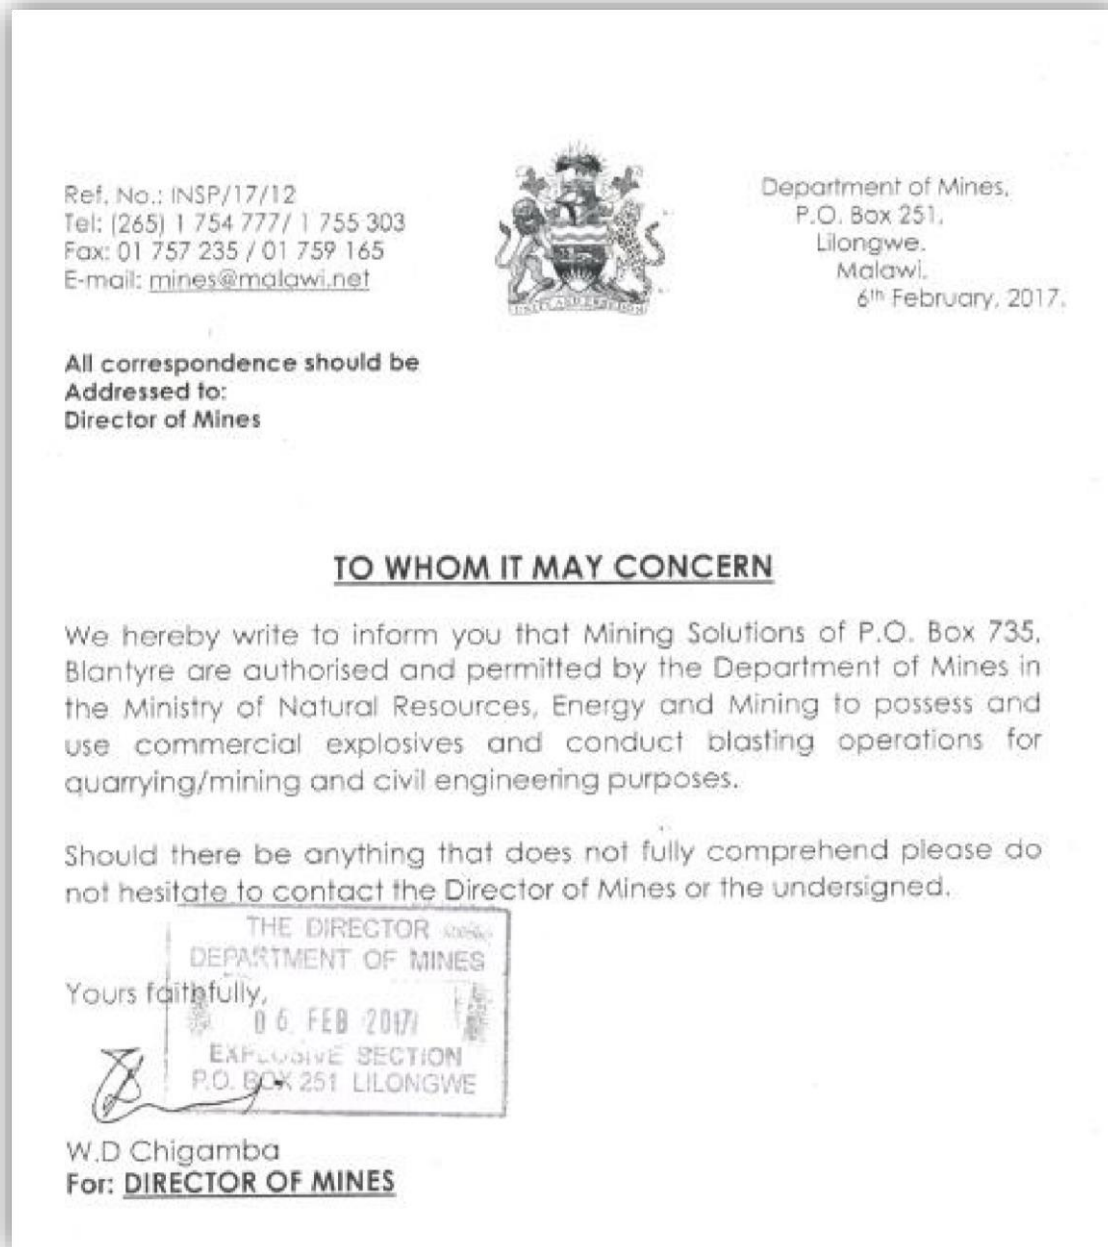 Ref. No.: INSP/17/12
Tel: (265) 1 754 777/ 1 755 303
Fax: 01 757 235 / 01 759 165
E-mail: mines@malawi.net
Department of Mines,
P.O. Box 251,
Lilongwe.
Malawi.
6th February, 2017.
UNITY AND FREEDOM
All correspondence should be
Addressed to:
Director of Mines
TO WHOM IT MAY CONCERN
We hereby write to inform you that Mining Solutions of P.O. Box 735,
Blantyre are authorised and permitted by the Department of Mines in
the Ministry of Natural Resources, Energy and Mining to possess and
use commercial explosives and conduct blasting operations for
quarrying/mining and civil engineering purposes.
Should there be anything that does not fully comprehend please do
not hesitate to contact the Director of Mines or the undersigned.
THE DIRECTOR
DEPARTMENT OF MINES
Yours faithfully,
06 FEB 2017
EXPLOSIVE SECTION
P.O. BOX 251 LILONGWE
W.D Chigamba
For: DIRECTOR OF MINES